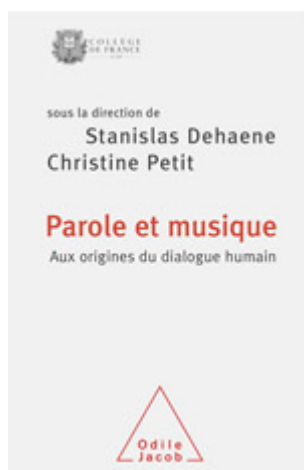 COLLEGE
DE FRANCE
sous la direction de
Stanislas Dehaene
Christine Petit
Parole et musique
Aux origines du dialogue humain
Odile
Jacob